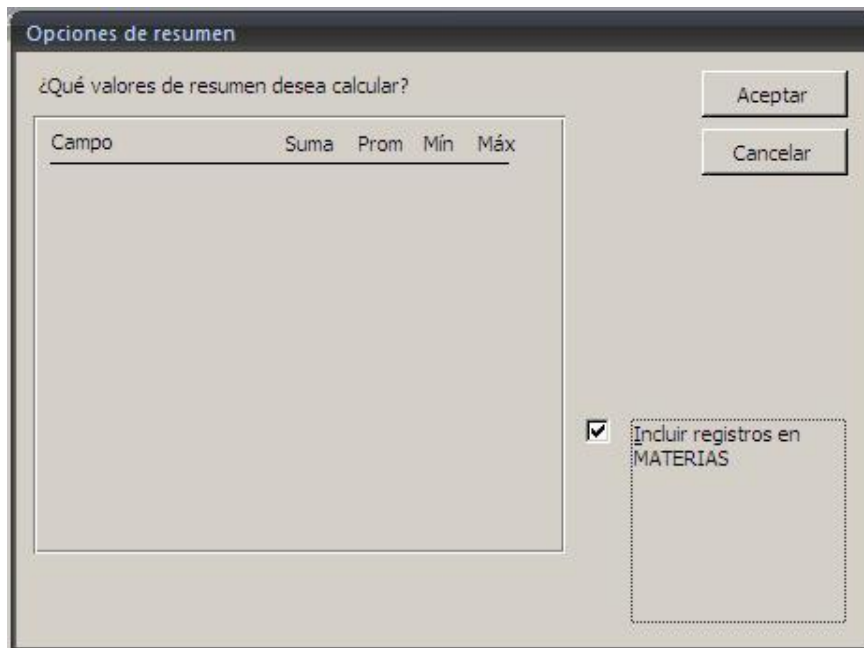 Opciones de resumen
¿Qué valores de resumen desea calcular?
Aceptar
Cancelar
Campo Suma Prom Mín Máx
Incluir registros en
MATERIAS